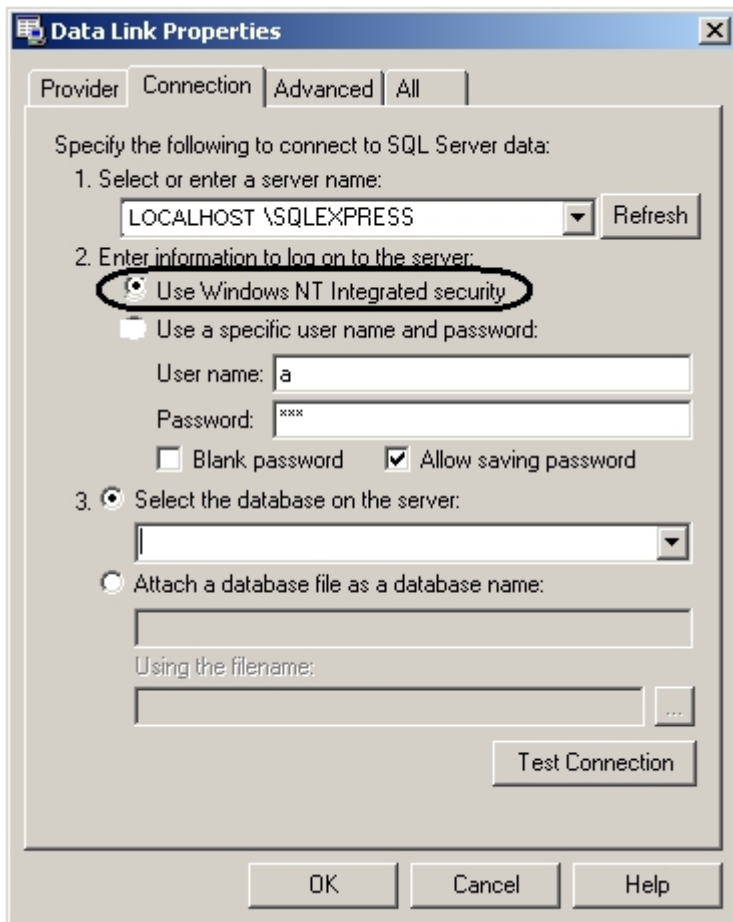 Data Link Properties
Provider Connection Advanced All
Specify the following to connect to SQL Server data:
1. Select or enter a server name:
LOCALHOST \SQLEXPRESS Refresh
2. Enter information to log on to the server:
Use Windows NT Integrated security
Use a specific user name and password:
User name: a
Password: ***
Blank password Allow saving password
3. Select the database on the server:
Attach a database file as a database name:
Using the filename:
...
Test Connection
OK Cancel Help